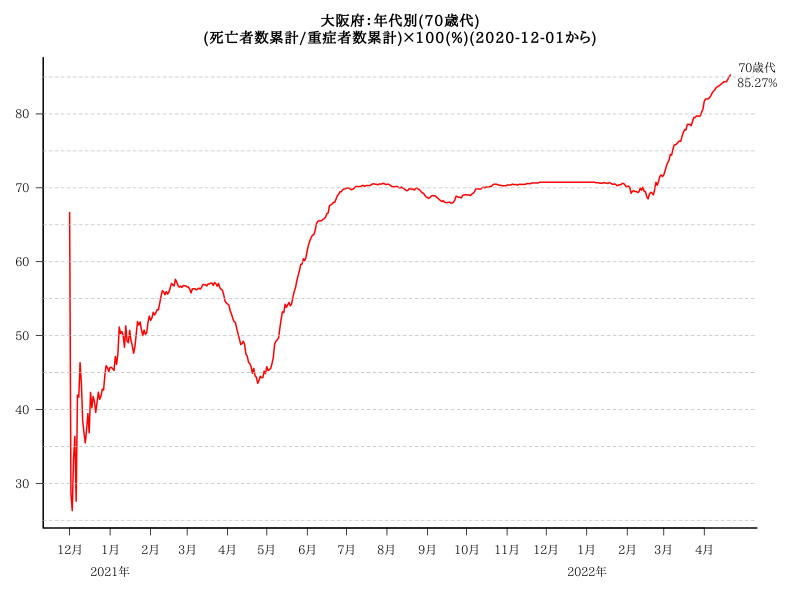 大阪府：年代別(70歳代)
(死亡者数累計/重症者数累計)×100(%)(2020-12-01から)
70歳代
85.27%
80
70
60
50
40
30
12月 1月 2月 3月 4月 5月 6月 7月 8月 9月 10月 11月 12月 1月 2月 3月 4月
2021年 2022年